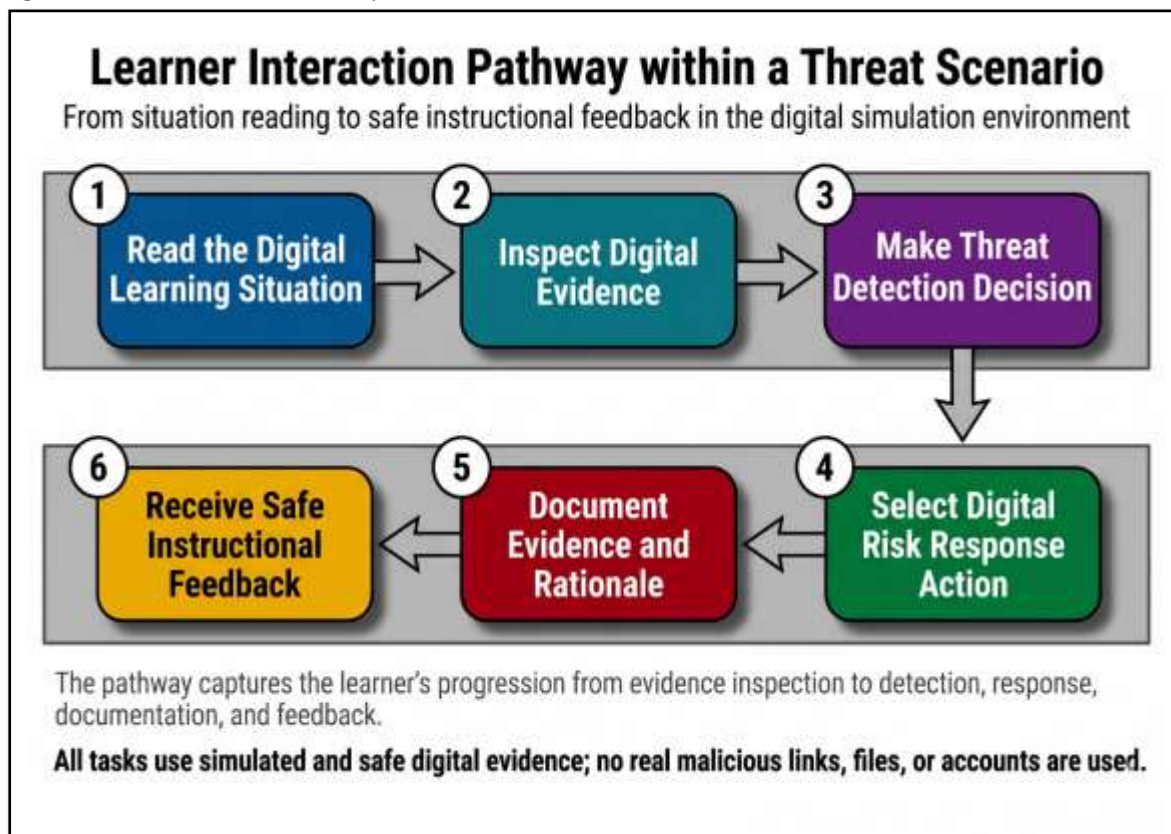 Learner Interaction Pathway within a Threat Scenario
From situation reading to safe instructional feedback in the digital simulation environment
1
Read the Digital
Learning Situation
2
Inspect Digital
Evidence
3
Make Threat
Detection Decision
4
Select Digital
Risk Response
Action
5
Document
Evidence and
Rationale
6
Receive Safe
Instructional
Feedback
The pathway captures the learner's progression from evidence inspection to detection, response,
documentation, and feedback.
All tasks use simulated and safe digital evidence; no real malicious links, files, or accounts are used.